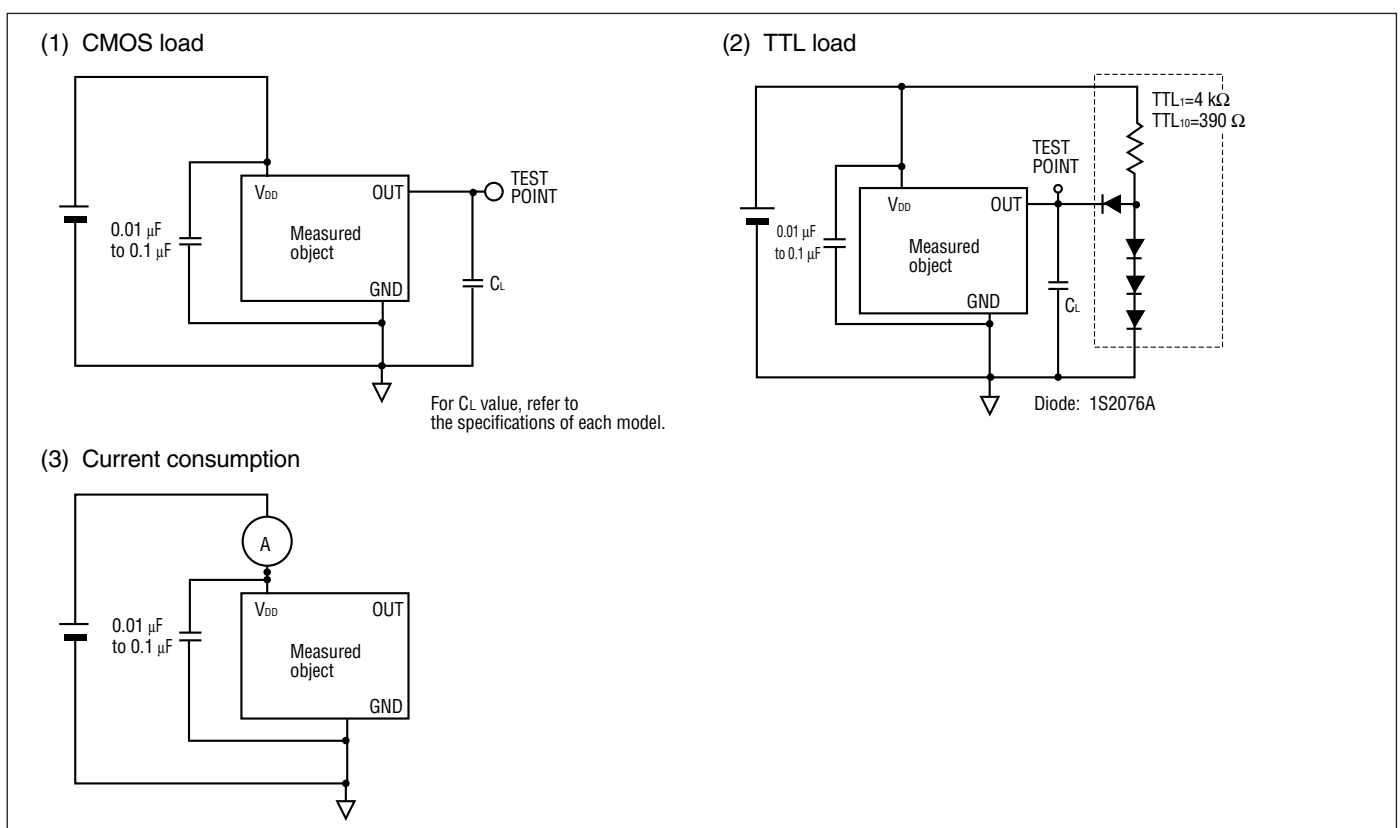 (1) CMOS load
VDD
OUT
TEST
POINT
0.01 µF
to 0.1 µF
Measured
object
GND
CL
For CL value, refer to
the specifications of each model.
(2) TTL load
TTL1=4 kΩ
TTL10=390 Ω
TEST
POINT
VDD
OUT
0.01 µF
to 0.1 µF
Measured
object
GND
CL
Diode: 1S2076A
(3) Current consumption
A
VDD
OUT
0.01 µF
to 0.1 µF
Measured
object
GND